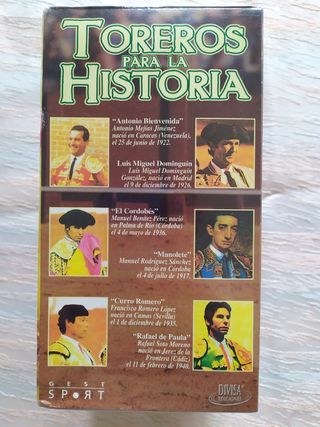 TOREROS
PARA LA
HISTORIA
"Antonio Bienvenida"
Antonio Mejías Jiménez
nació en Caracas (Venezuela),
el 25 de junio de 1922.
Luis Miguel Dominguín
Luis Miguel Dominguín
González, nació en Madrid
el 9 de diciembre de 1926.
"El Cordobés"
Manuel Benítez Pérez, nació
en Palma de Río (Córdoba)
el 4 de mayo de 1936.
"Manolete"
Manuel Rodríguez Sánchez
nació en Córdoba
el 4 de julio de 1917.
"Curro Romero"
Francisco Romero López
nació en Camas (Sevilla)
el 1 de diciembre de 1935.
"Rafael de Paula"
Rafael Soto Moreno
nació en Jerez de la
Frontera (Cádiz)
el 11 de febrero de 1940.
GEST
SPORT
DIVISA
EDICIONES